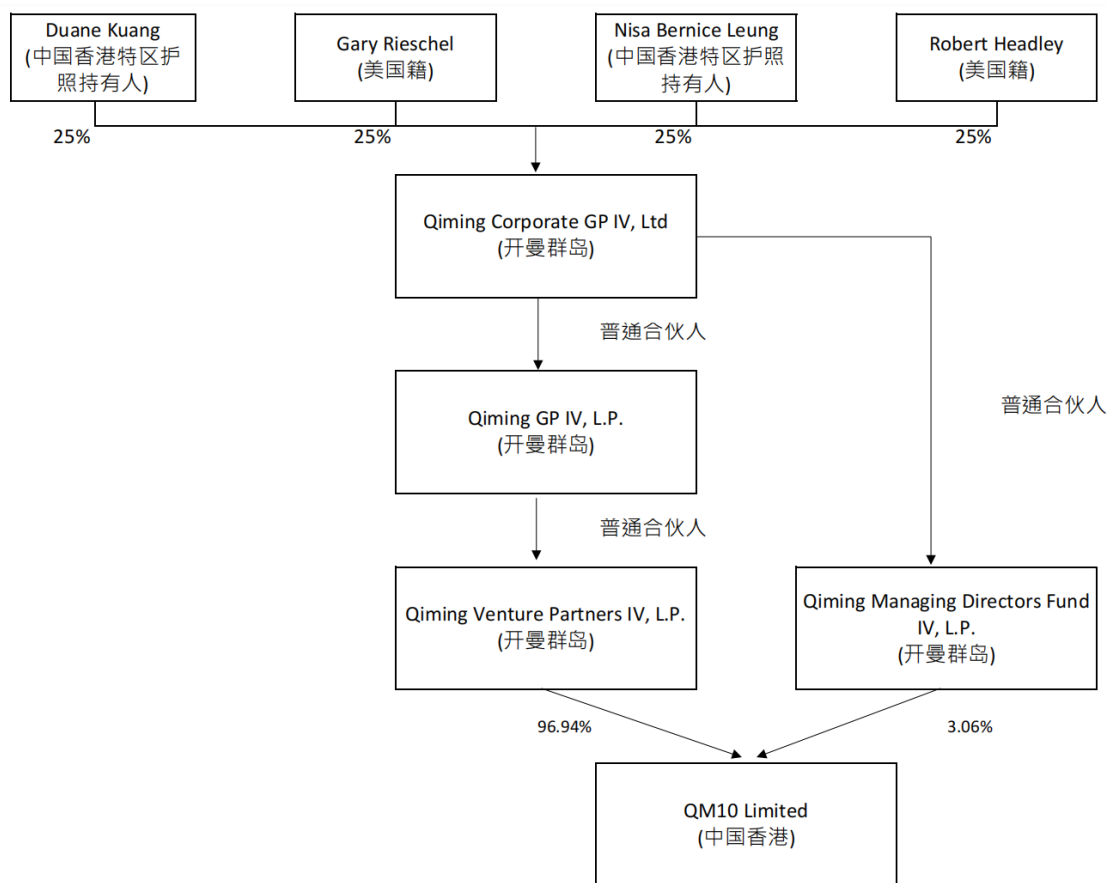 Duane Kuang
(中国香港特区护
照持有人)
Gary Rieschel
(美国籍)
Nisa Bernice Leung
(中国香港特区护照
持有人)
Robert Headley
(美国籍)
25%
25%
25%
25%
Qiming Corporate GP IV, Ltd
(开曼群岛)
普通合伙人
Qiming GP IV, L.P.
(开曼群岛)
普通合伙人
普通合伙人
Qiming Venture Partners IV, L.P.
(开曼群岛)
Qiming Managing Directors Fund
IV, L.P.
(开曼群岛)
96.94%
3.06%
QM10 Limited
(中国香港)